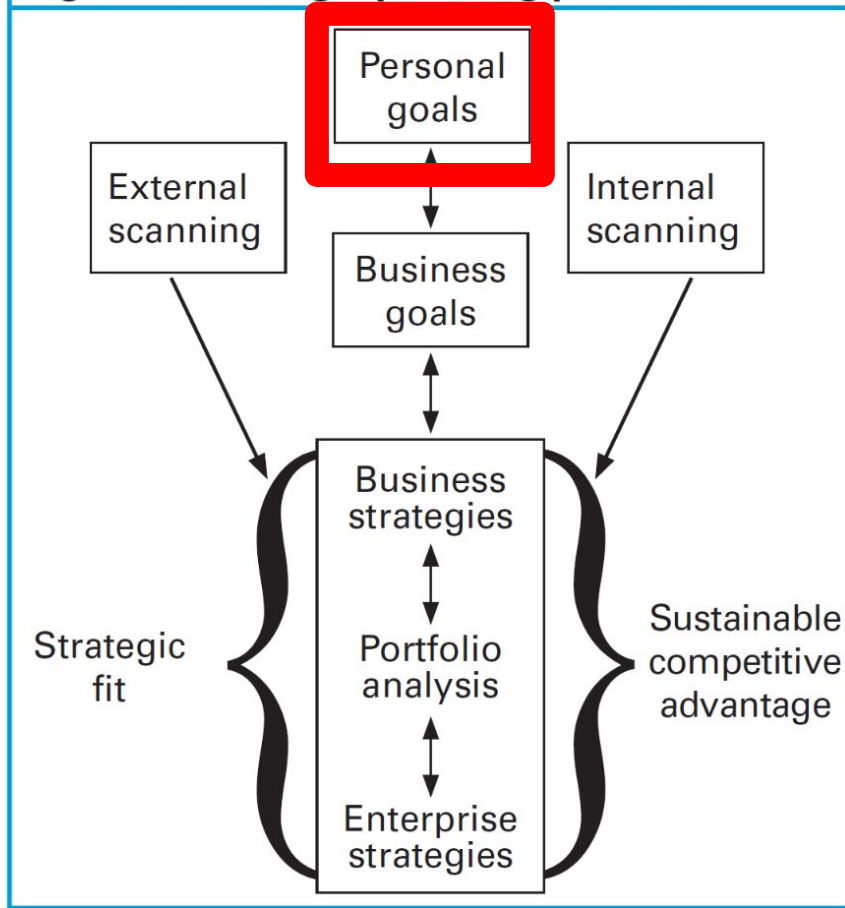 Personal
goals
External
scanning
Internal
scanning
Business
goals
Business
strategies
Strategic
fit
Portfolio
analysis
Sustainable
competitive
advantage
Enterprise
strategies